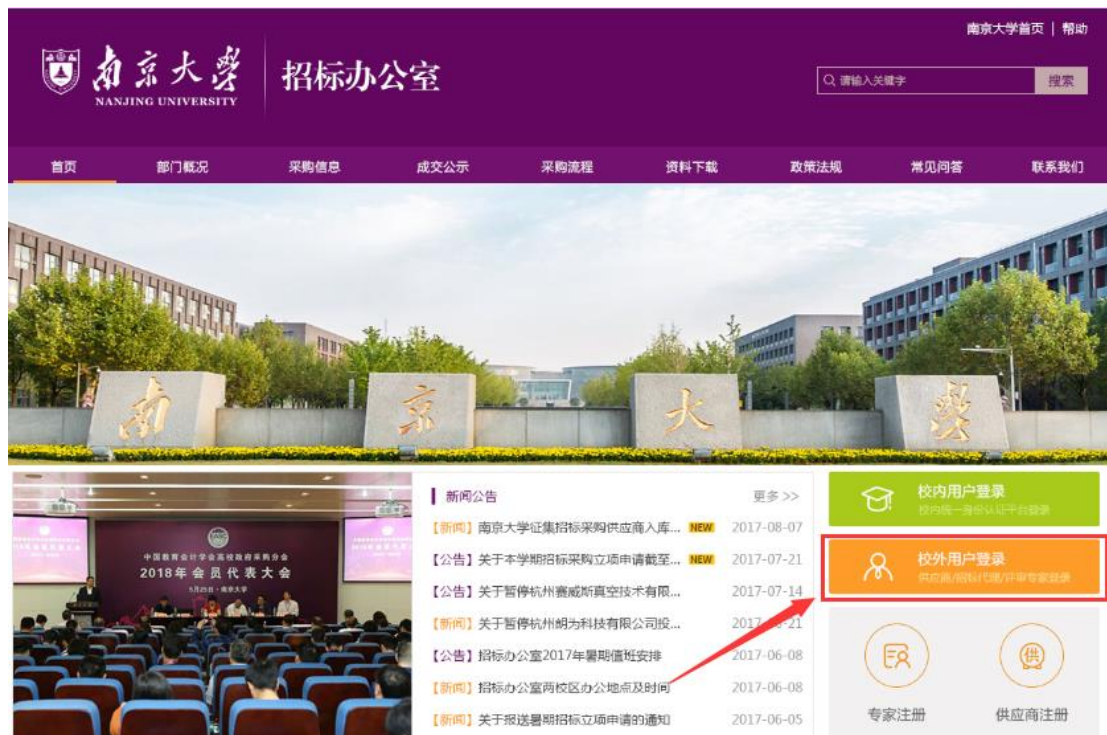 南京大学首页 | 帮助
南京大学
NANJING UNIVERSITY
招标办公室
请输入关键字
搜索
首页 部门概况 采购信息 成交公示 采购流程 资料下载 政策法规 常见问答 联系我们
南京大學
中国教育会计学会高校政府采购分会
2018年会员代表大会
5月25日·南京大学
新闻公告 更多 >>
【新闻】南京大学征集招标采购供应商入库... NEW 2017-08-07
【公告】关于本学期招标采购立项申请截至... NEW 2017-07-21
【公告】关于暂停杭州赛威斯真空技术有限... 2017-07-14
【新闻】关于暂停杭州朗为科技有限公司投...
【公告】招标办公室2017年暑期值班安排 2017-06-08
【新闻】招标办公室两校区办公地点及时间 2017-06-08
【新闻】关于报送暑期招标立项申请的通知 2017-06-05
校内用户登录
校内统一身份认证平台登录
校外用户登录
供应商/招标代理/评审专家登录
供
专家注册 供应商注册